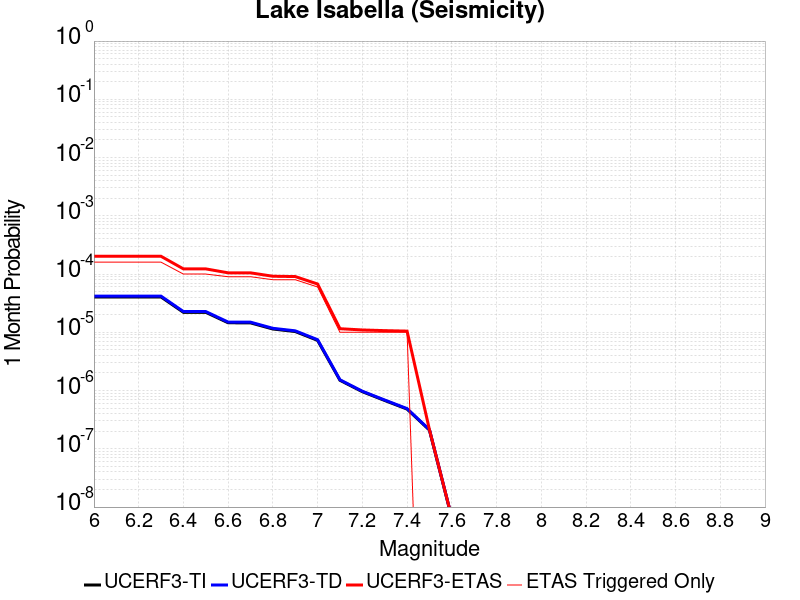 Lake Isabella (Seismicity)
10^0
10^-1
10^-2
10^-3
10^-4
10^-5
10^-6
10^-7
10^-8
1 Month Probability
6 6.2 6.4 6.6 6.8 7 7.2 7.4 7.6 7.8 8 8.2 8.4 8.6 8.8 9
Magnitude
UCERF3-TI UCERF3-TD UCERF3-ETAS ETAS Triggered Only